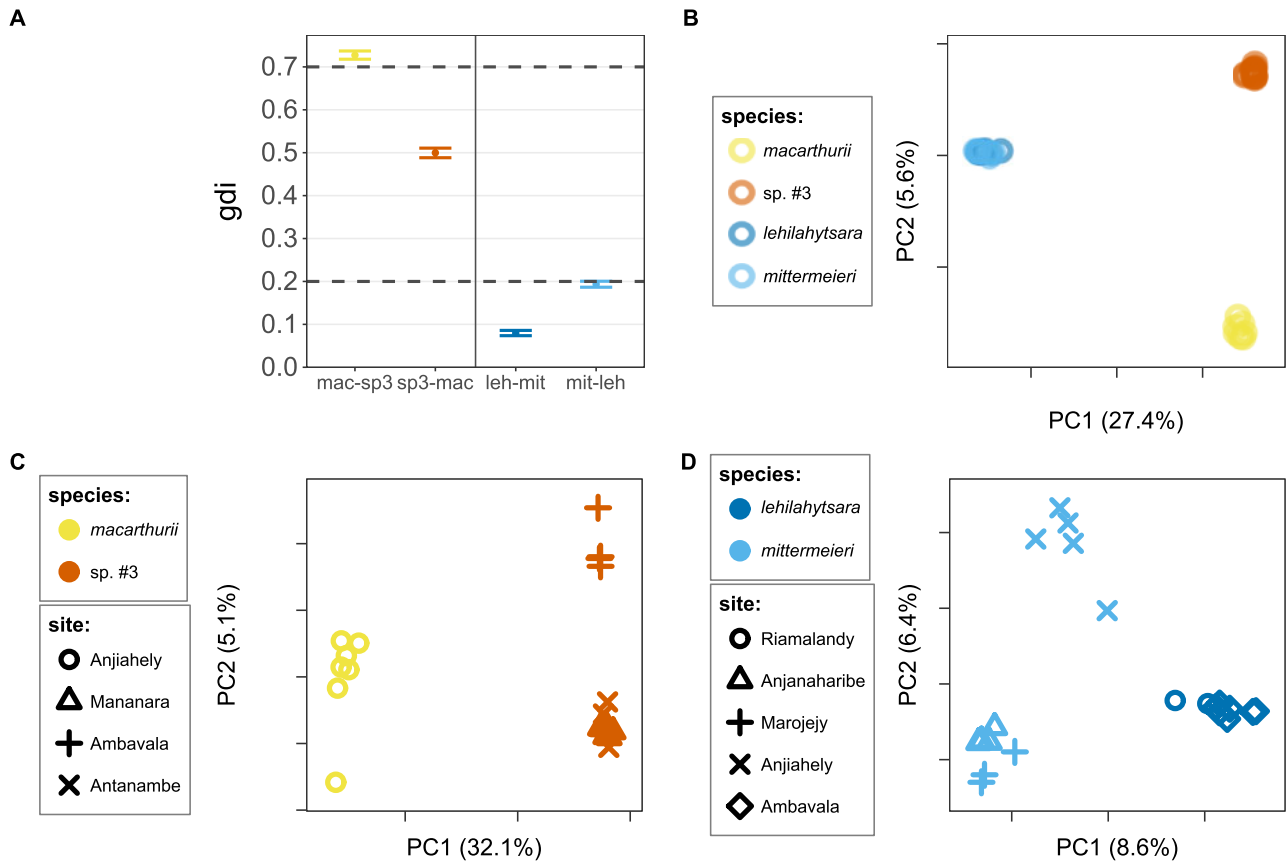 A
gdi
0.7
0.6
0.5
0.4
0.3
0.2
0.1
0.0
mac-sp3 sp3-mac leh-mit mit-leh
B
species:
macarthurii
sp. #3
lehilahytsara
mittermeieri
PC2 (5.6%)
PC1 (27.4%)
C
species:
macarthurii
sp. #3
site:
Anjiahely
Mananara
Ambavala
Antanambe
PC2 (5.1%)
PC1 (32.1%)
D
species:
lehilahytsara
mittermeieri
site:
Riamalandy
Anjanaharibe
Marojejy
Anjiahely
Ambavala
PC2 (6.4%)
PC1 (8.6%)